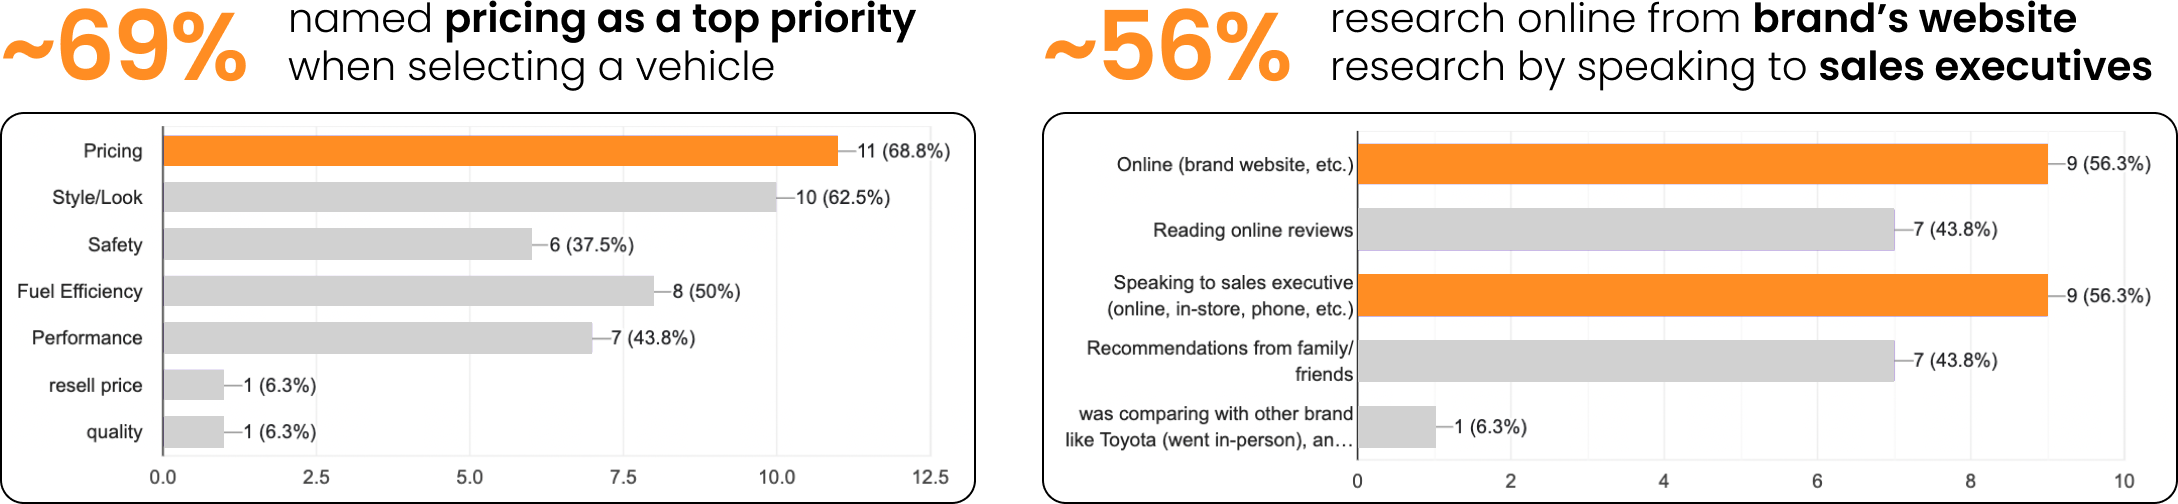 ~69%
named pricing as a top priority
when selecting a vehicle
Pricing
11 (68.8%)
Style/Look
10 (62.5%)
Safety
6 (37.5%)
Fuel Efficiency
8 (50%)
Performance
7 (43.8%)
resell price
1 (6.3%)
quality
1 (6.3%)
0.0 2.5 5.0 7.5 10.0 12.5
~56%
research online from brand’s website
research by speaking to sales executives
Online (brand website, etc.)
9 (56.3%)
Reading online reviews
7 (43.8%)
Speaking to sales executive
(online, in-store, phone, etc.)
9 (56.3%)
Recommendations from family/
friends
7 (43.8%)
was comparing with other brand
like Toyota (went in-person), an…
1 (6.3%)
0 2 4 6 8 10